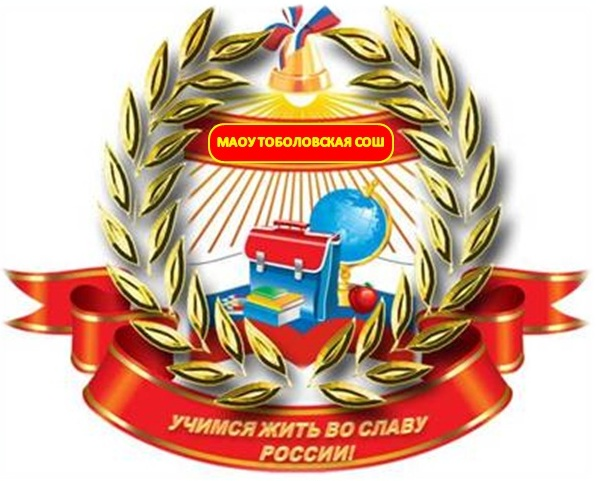 МАОУ ТОБОЛОВСКАЯ СОШ
УЧИМСЯ ЖИТЬ ВО СЛАВУ
РОССИИ!